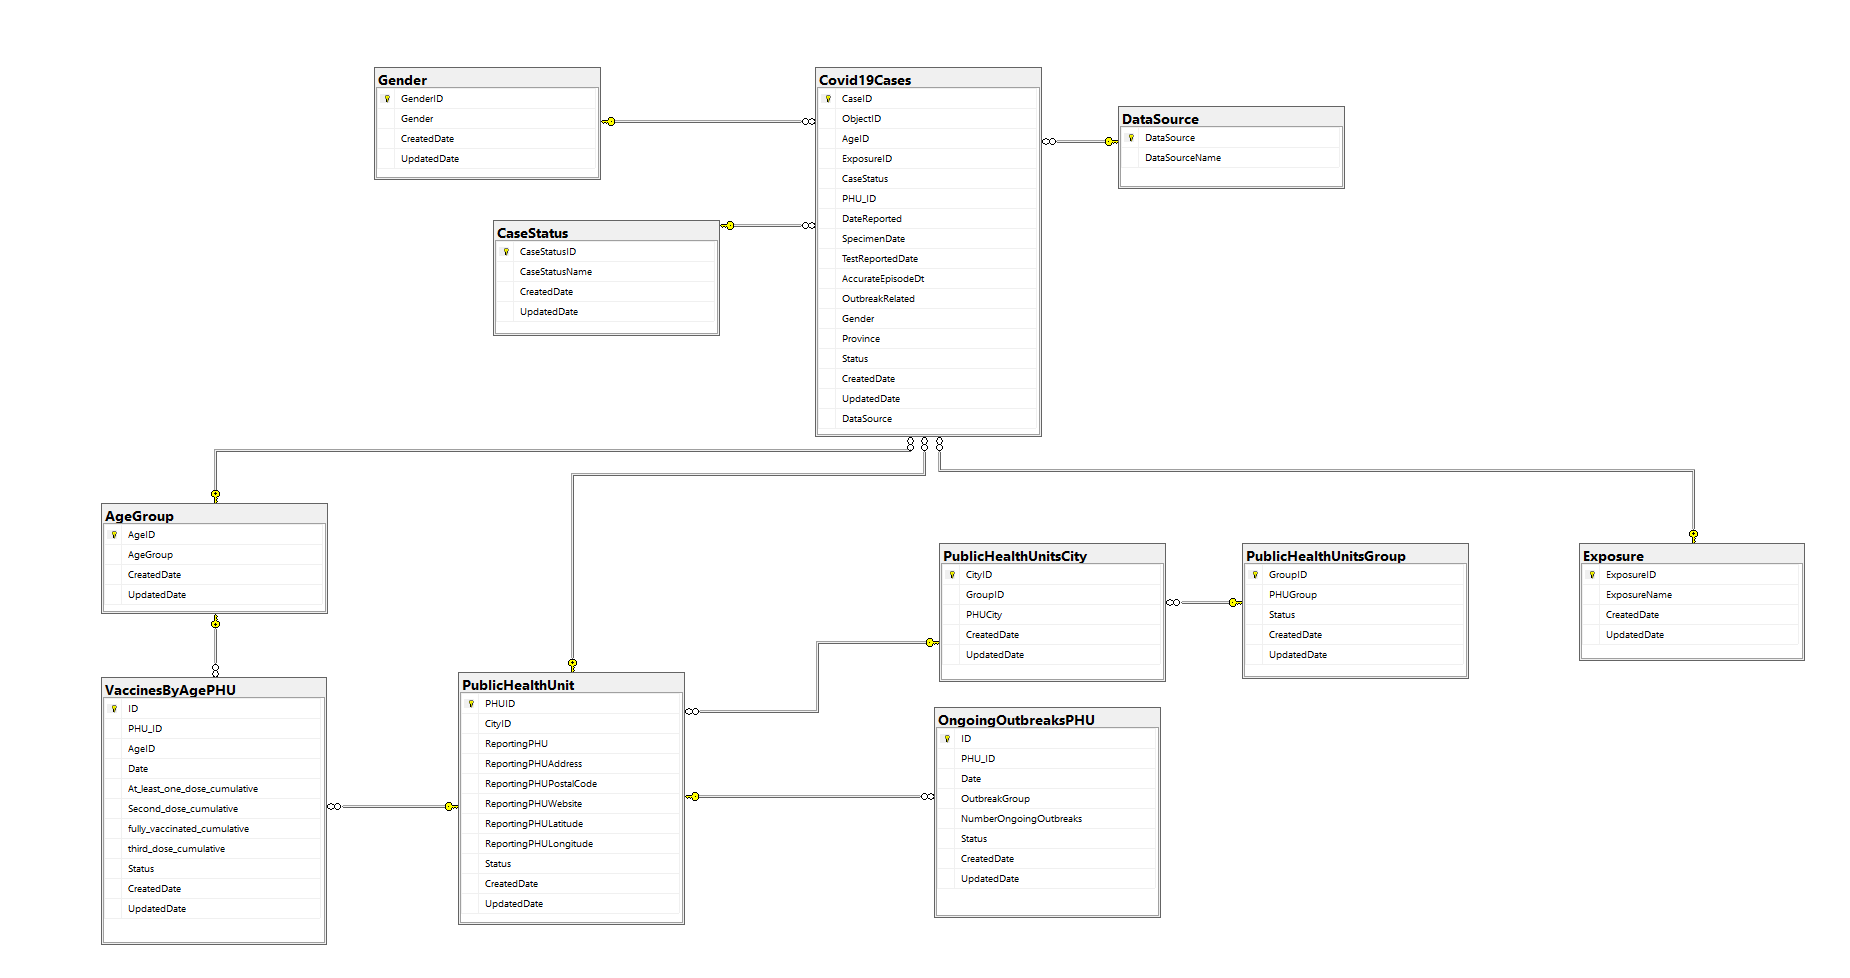 Gender
GenderID
Gender
CreatedDate
UpdatedDate
Covid19Cases
CaseID
ObjectID
AgeID
ExposureID
CaseStatus
PHU_ID
DateReported
SpecimenDate
TestReportedDate
AccurateEpisodeDt
OutbreakRelated
Gender
Province
Status
CreatedDate
UpdatedDate
DataSource
DataSource
DataSource
DataSourceName
CaseStatus
CaseStatusID
CaseStatusName
CreatedDate
UpdatedDate
AgeGroup
AgeID
AgeGroup
CreatedDate
UpdatedDate
PublicHealthUnitsCity
CityID
GroupID
PHUCity
CreatedDate
UpdatedDate
PublicHealthUnitsGroup
GroupID
PHUGroup
Status
CreatedDate
UpdatedDate
Exposure
ExposureID
ExposureName
CreatedDate
UpdatedDate
VaccinesByAgePHU
ID
PHU_ID
AgeID
Date
At_least_one_dose_cumulative
Second_dose_cumulative
fully_vaccinated_cumulative
third_dose_cumulative
Status
CreatedDate
UpdatedDate
PublicHealthUnit
PHUID
CityID
ReportingPHU
ReportingPHUAddress
ReportingPHUPostalCode
ReportingPHUWebsite
ReportingPHULatitude
ReportingPHULongitude
Status
CreatedDate
UpdatedDate
OngoingOutbreaksPHU
ID
PHU_ID
Date
OutbreakGroup
NumberOngoingOutbreaks
Status
CreatedDate
UpdatedDate